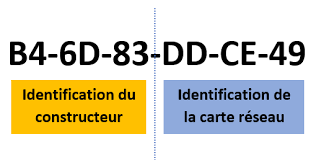 B4-6D-83-DD-CE-49
Identification du
constructeur
Identification de
la carte réseau